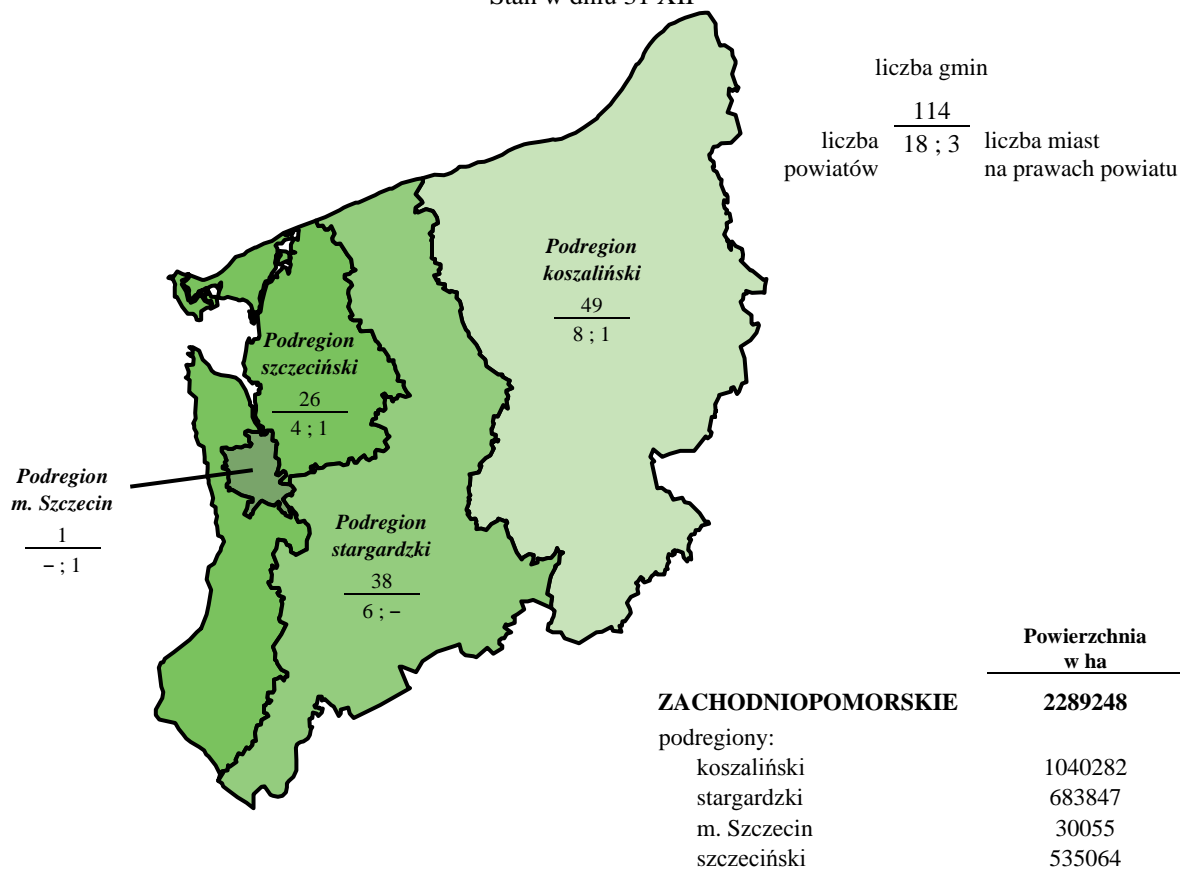 Stan w dniu 31 XII
liczba gmin
114
liczba powiatów
18 ; 3
liczba miast
na prawach powiatu
Podregion
koszaliński
49
8 ; 1
Podregion
szczeciński
26
4 ; 1
Podregion
m. Szczecin
1
– ; 1
Podregion
stargardzki
38
6 ; –
Powierzchnia
w ha
ZACHODNIOPOMORSKIE 2289248
podregiony:
koszaliński 1040282
stargardzki 683847
m. Szczecin 30055
szczeciński 535064